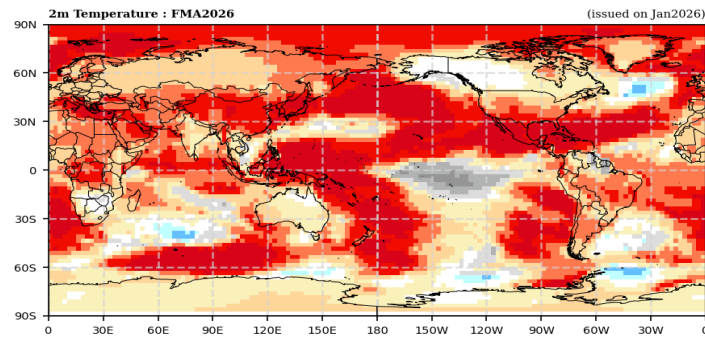 2m Temperature : FMA2026 (issued on Jan2026)
90N
60N
30N
0
30S
60S
90S
0 30E 60E 90E 120E 150E 180 150W 120W 90W 60W 30W 0